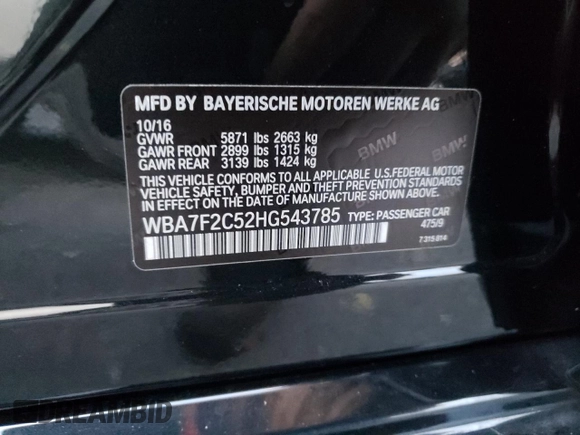 MFD BY BAYERISCHE MOTOREN WERKE AG
10/16
GVWR 5871 lbs 2663 kg
GAWR FRONT 2899 lbs 1315 kg
GAWR REAR 3139 lbs 1424 kg
THIS VEHICLE CONFORMS TO ALL APPLICABLE U.S.FEDERAL MOTOR
VEHICLE SAFETY, BUMPER AND THEFT PREVENTION STANDARDS
IN EFFECT ON THE DATE OF MANUFACTURE SHOWN ABOVE.
WBA7F2C52HG543785 TYPE: PASSENGER CAR
475/9
7 319 814
BMW
BMW
DREAMBID